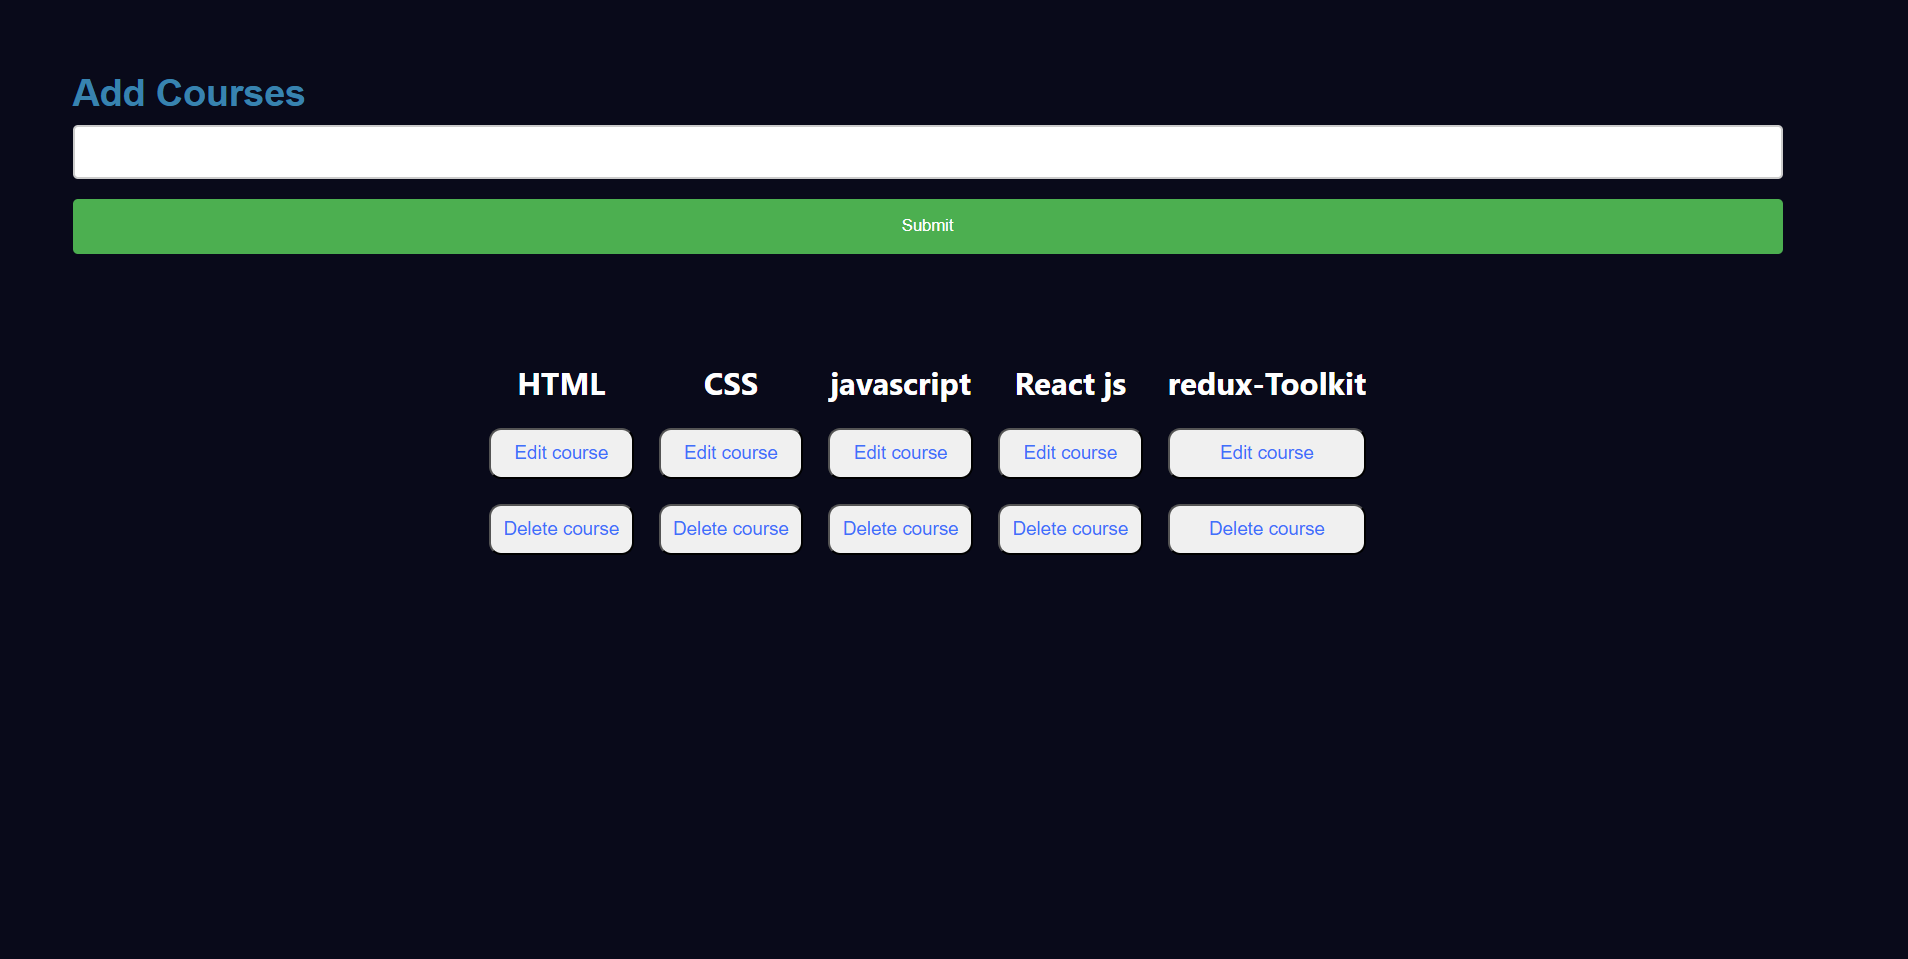 Add Courses
Submit
HTML CSS javascript React js redux-Toolkit
Edit course Edit course Edit course Edit course Edit course
Delete course Delete course Delete course Delete course Delete course